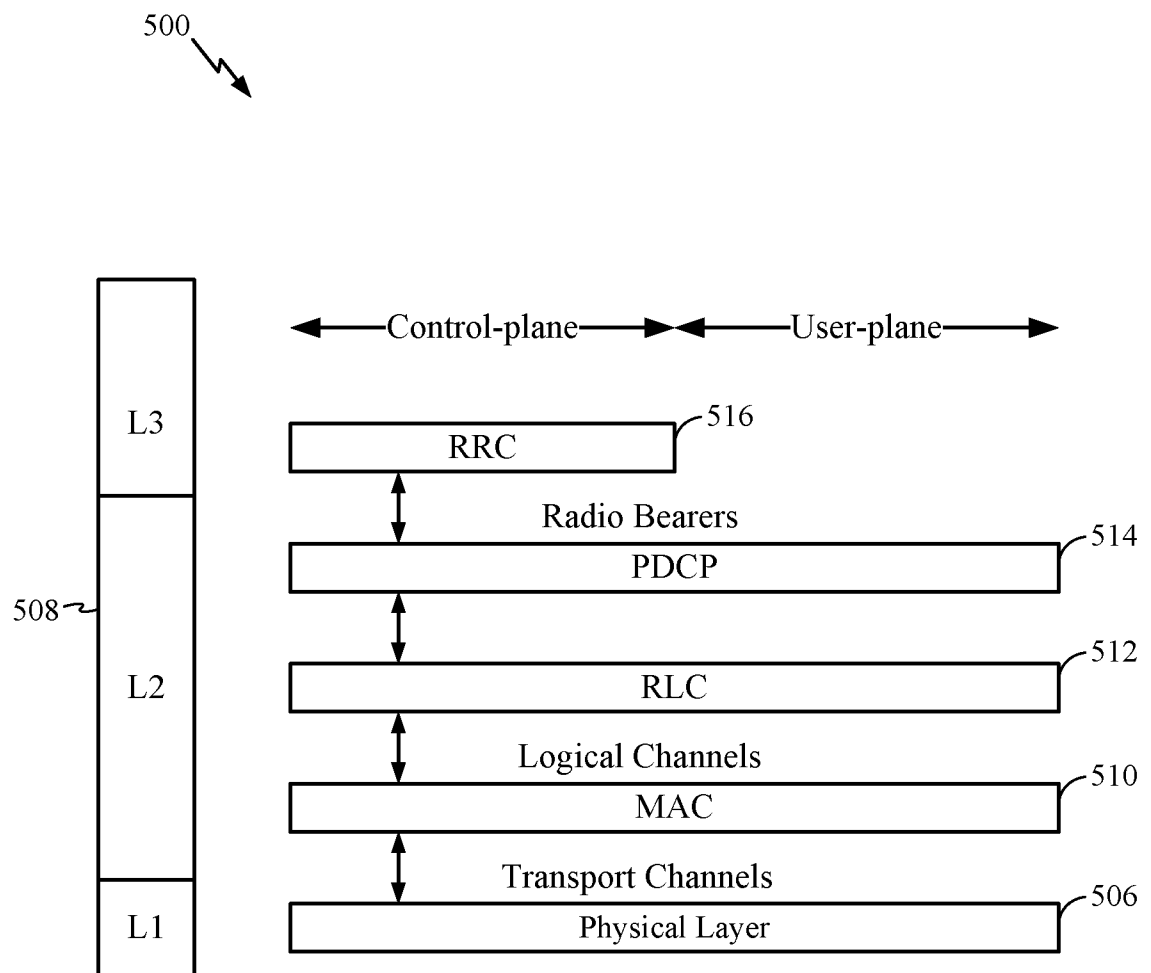 500
Control-plane
User-plane
L3
516
RRC
Radio Bearers
514
PDCP
508
L2
512
RLC
Logical Channels
510
MAC
Transport Channels
506
L1
Physical Layer